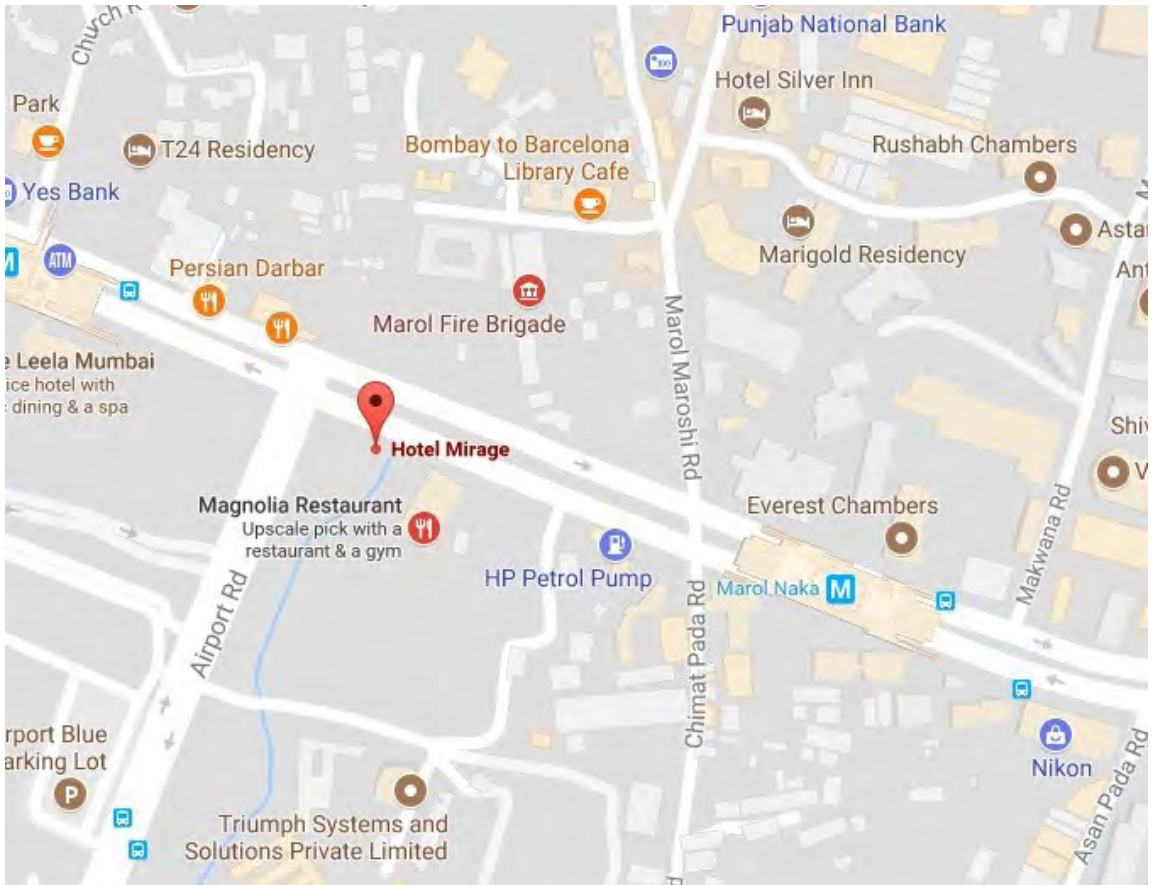 Church R
Punjab National Bank
Hotel Silver Inn
Park
T24 Residency
Bombay to Barcelona
Library Cafe
Rushabh Chambers
Yes Bank
ATM
Persian Darbar
Marigold Residency
Astar
Ant
Marol Fire Brigade
Marol Maroshi Rd
e Leela Mumbai
ice hotel with
dining & a spa
Hotel Mirage
Shiv
V
Magnolia Restaurant
Upscale pick with a
restaurant & a gym
Everest Chambers
HP Petrol Pump
Marol Naka
M
Makwana Rd
Airport Rd
Chimat Pada Rd
rport Blue
arking Lot
P
Nikon
Asan Pada Rd
Triumph Systems and
Solutions Private Limited